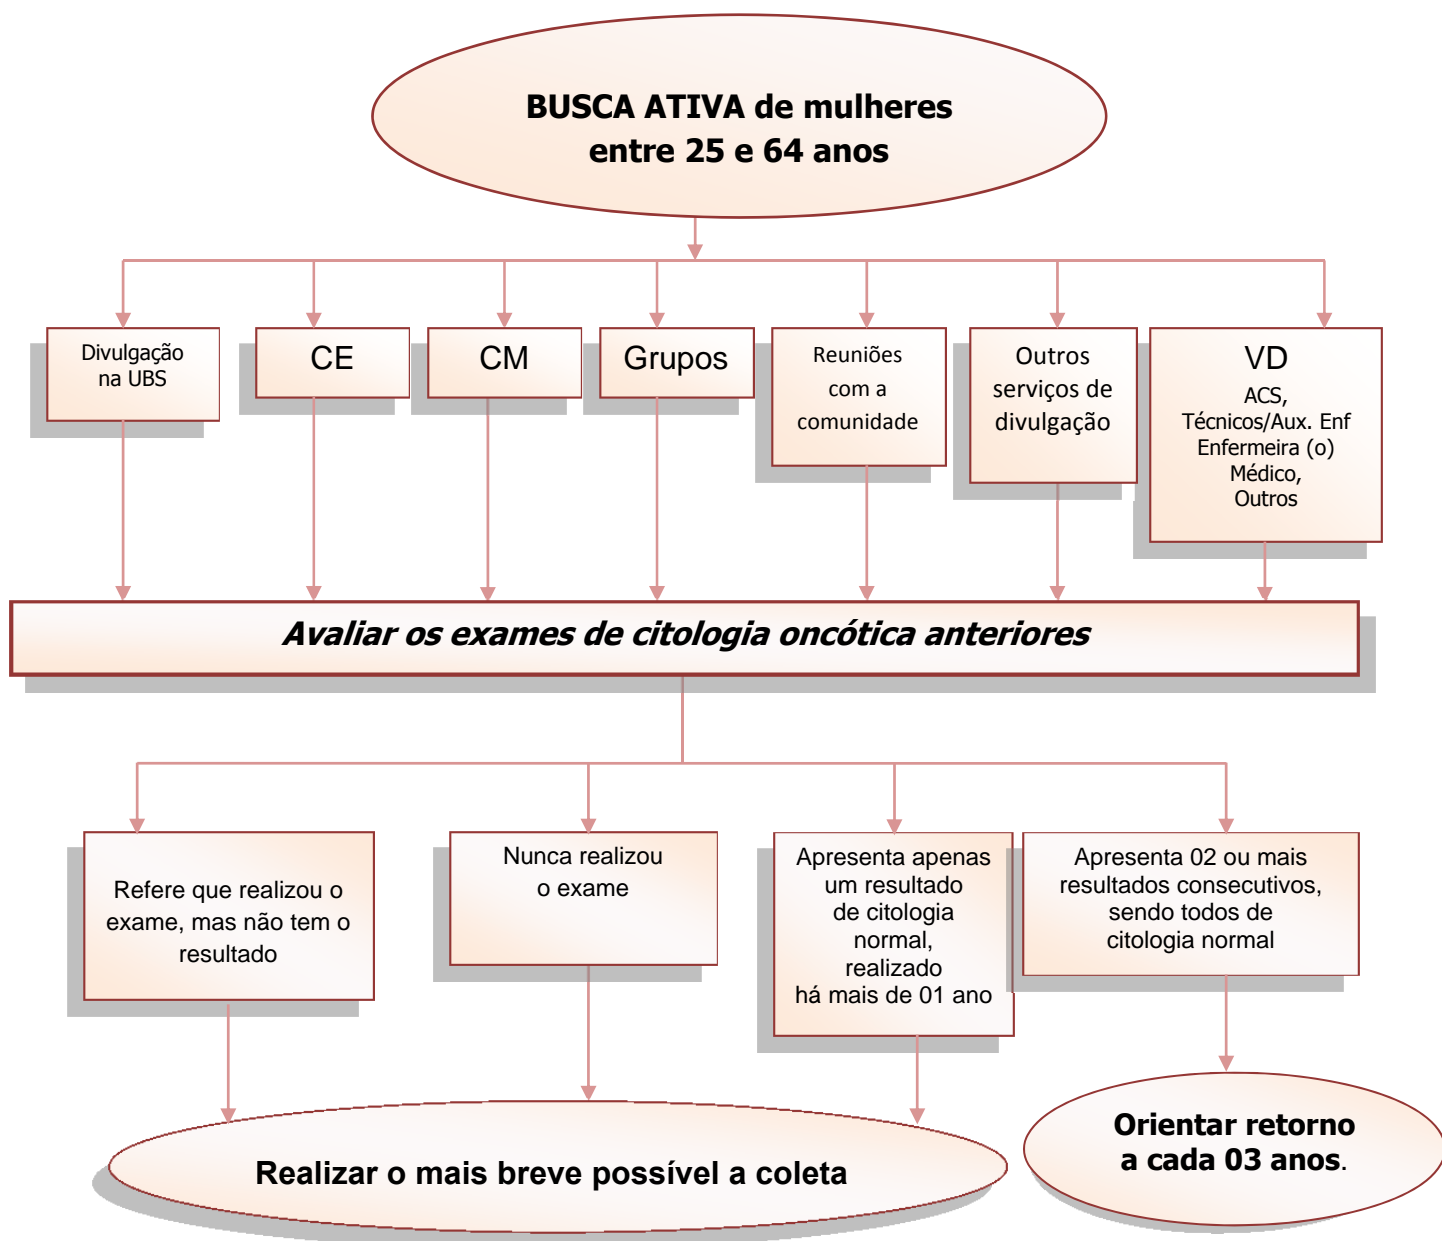 BUSCA ATIVA de mulheres
entre 25 e 64 anos
Divulgação
na UBS
CE
CM
Grupos
Reuniões
com a
comunidade
Outros
serviços de
divulgação
VD
ACS,
Técnicos/Aux. Enf
Enfermeira (o)
Médico,
Outros
Avaliar os exames de citologia oncótica anteriores
Refere que realizou o
exame, mas não tem o
resultado
Nunca realizou
o exame
Apresenta apenas
um resultado
de citologia
normal,
realizado
há mais de 01 ano
Apresenta 02 ou mais
resultados consecutivos,
sendo todos de
citologia normal
Realizar o mais breve possível a coleta
Orientar retorno
a cada 03 anos.